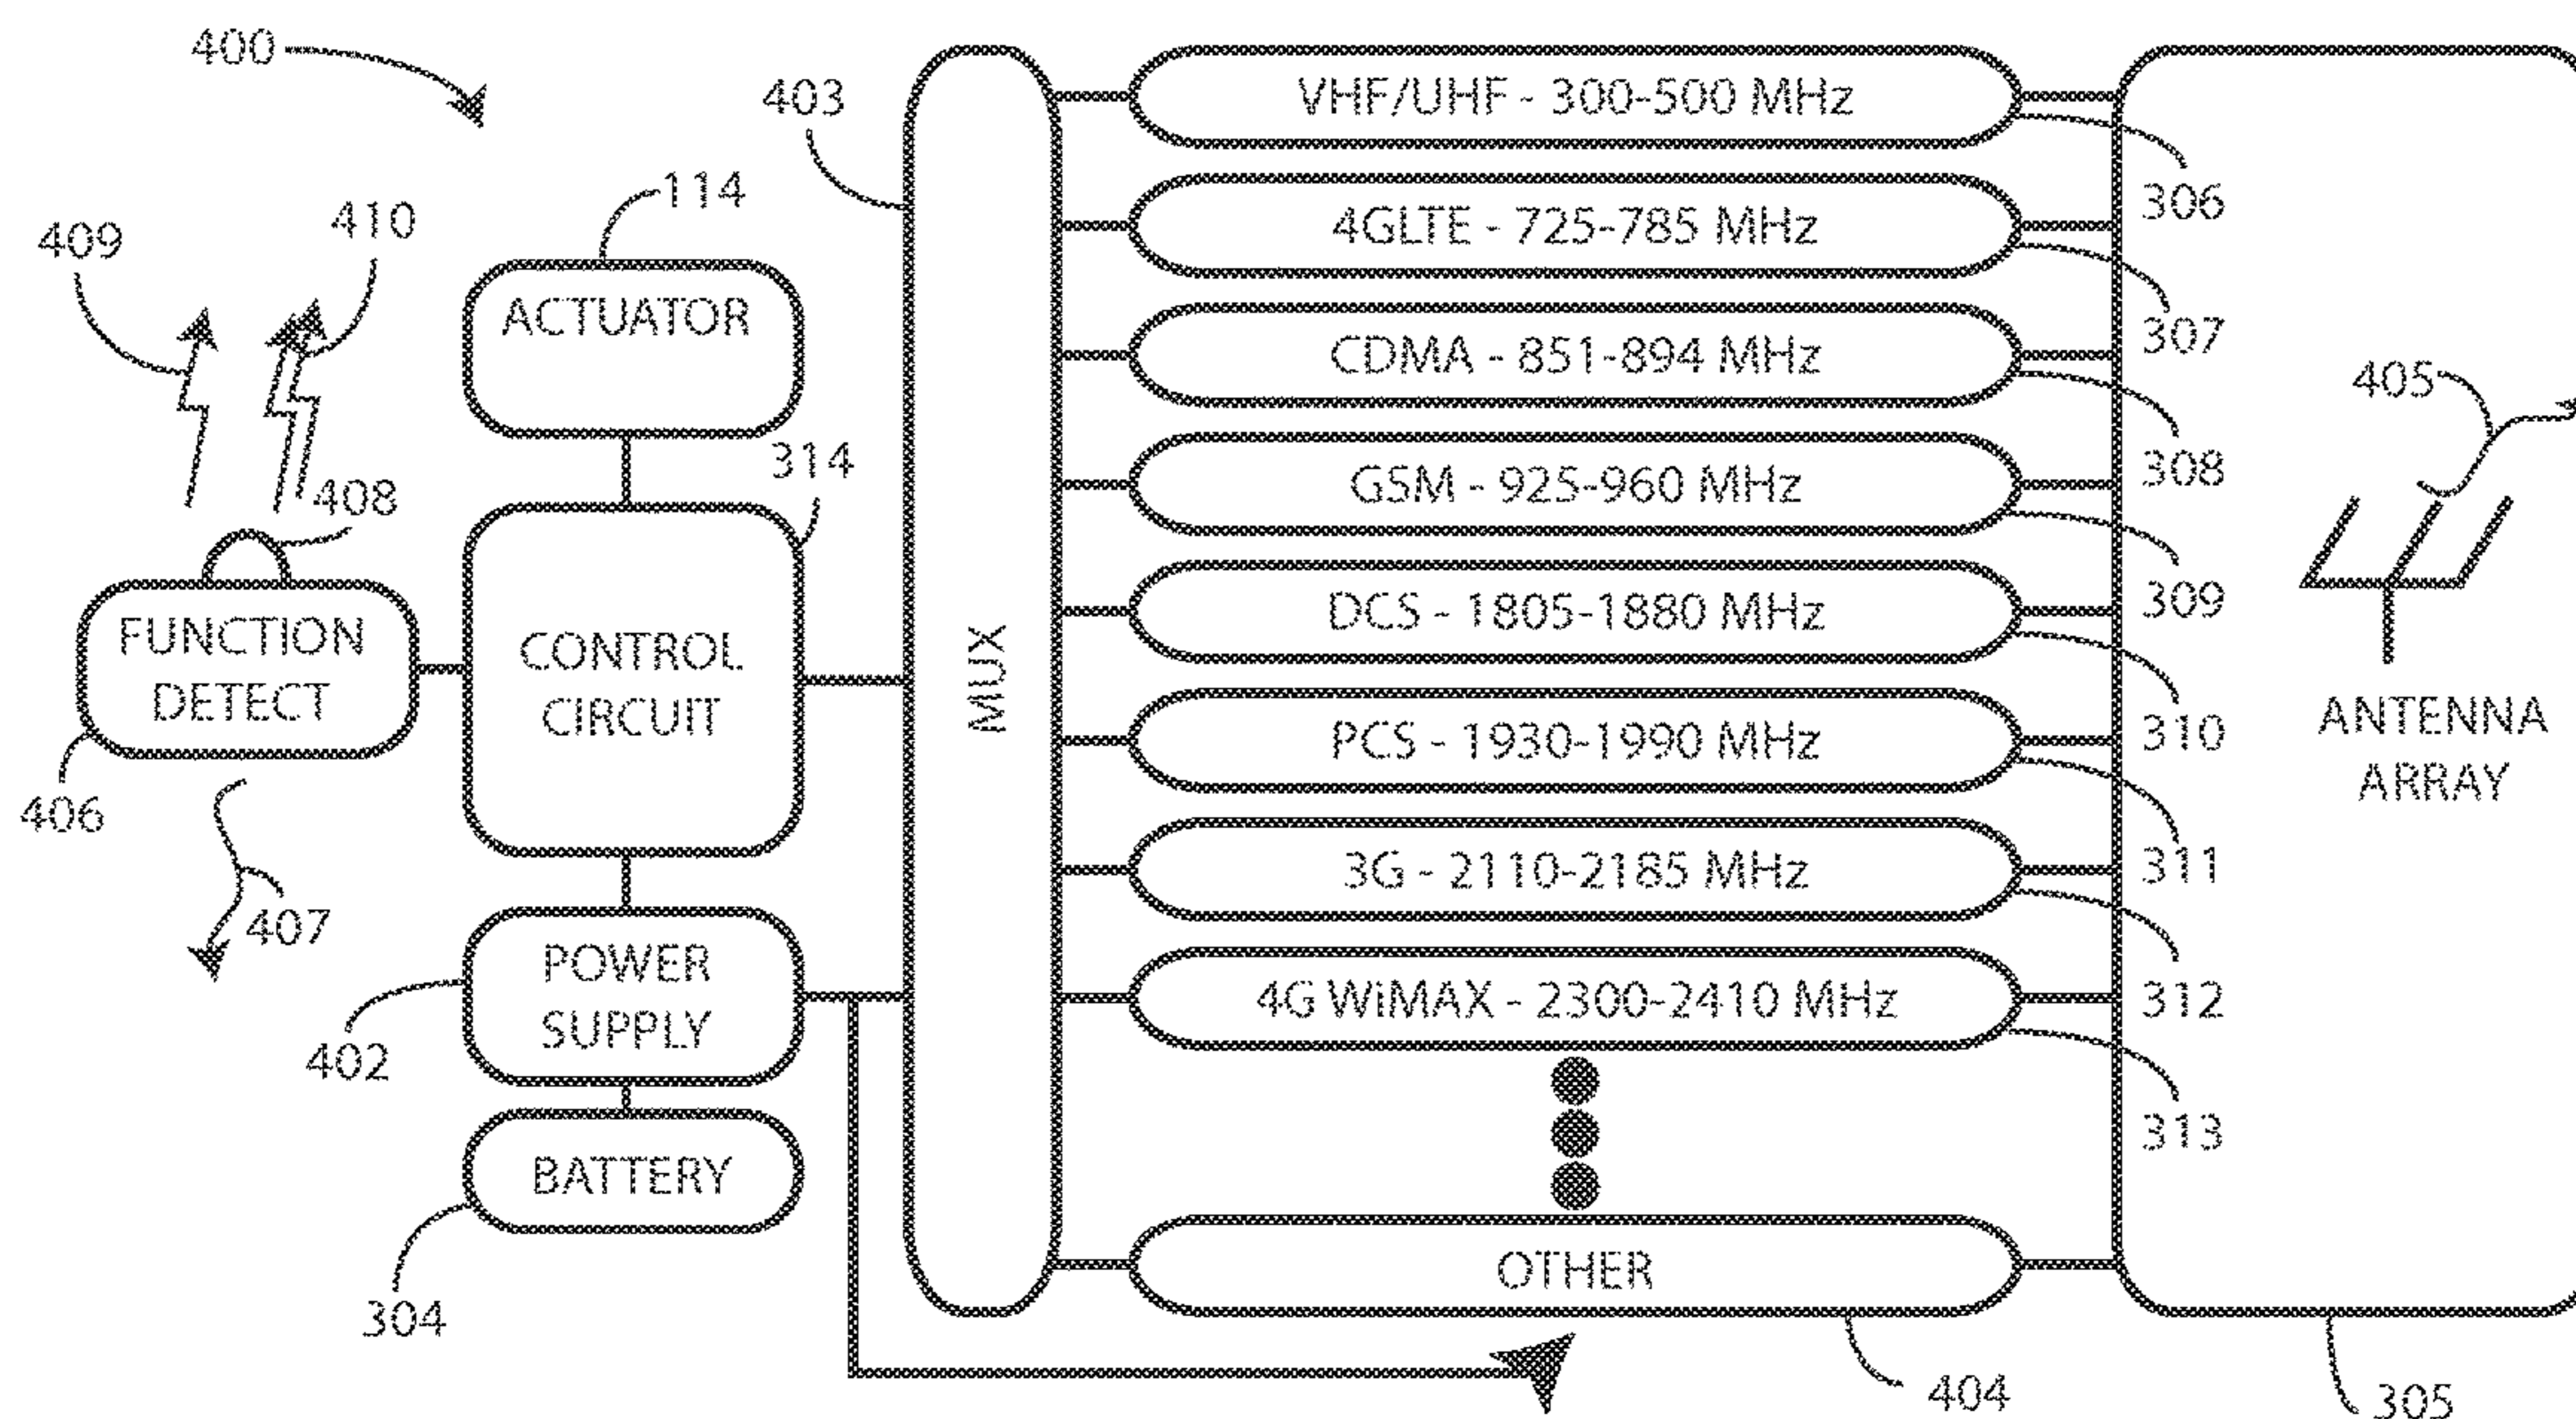 400
403
114
409
410
ACTUATOR
314
408
FUNCTION
DETECT
CONTROL
CIRCUIT
406
407
POWER
SUPPLY
402
BATTERY
304
MUX
VHF/UHF - 300-500 MHz
306
4GLTE - 725-785 MHz
307
CDMA - 851-894 MHz
308
GSM - 925-960 MHz
309
DCS - 1805-1880 MHz
310
PCS - 1930-1990 MHz
311
3G - 2110-2185 MHz
312
4G WiMAX - 2300-2410 MHz
313
OTHER
404
405
ANTENNA
ARRAY
305